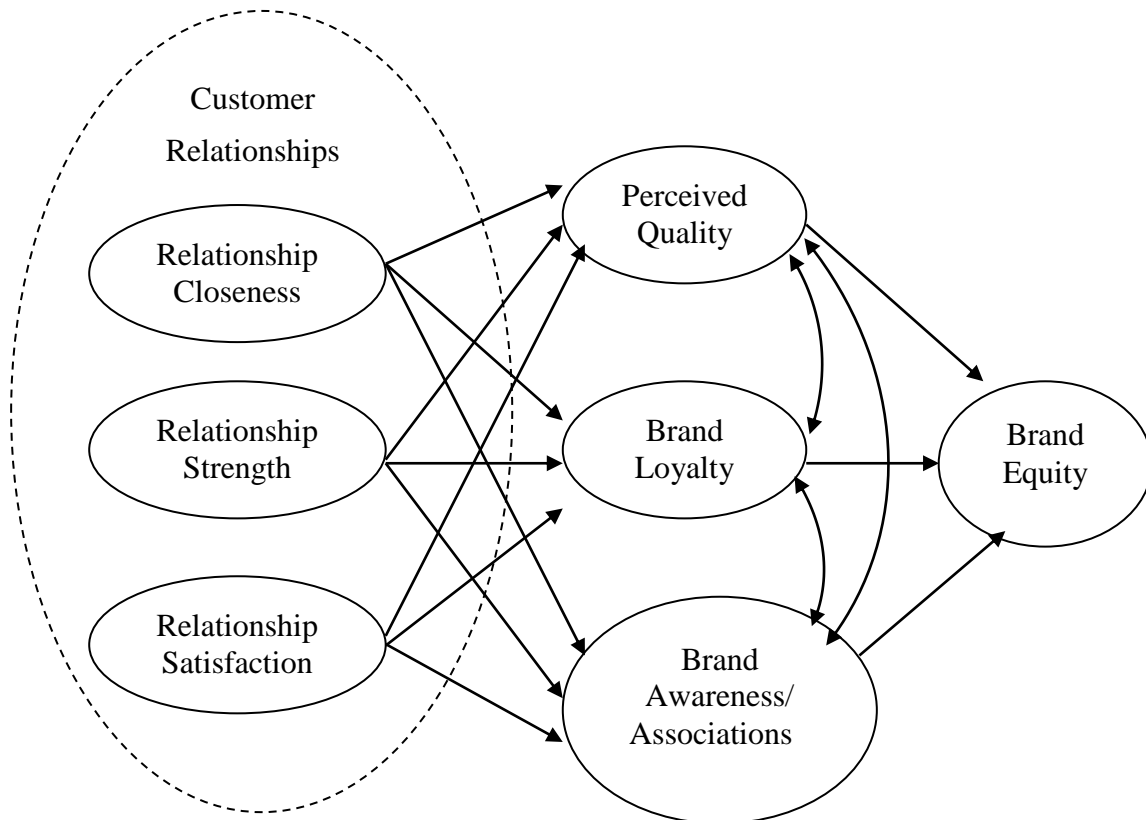 Customer
Relationships
Relationship
Closeness
Relationship
Strength
Relationship
Satisfaction
Perceived
Quality
Brand
Loyalty
Brand
Awareness/
Associations
Brand
Equity